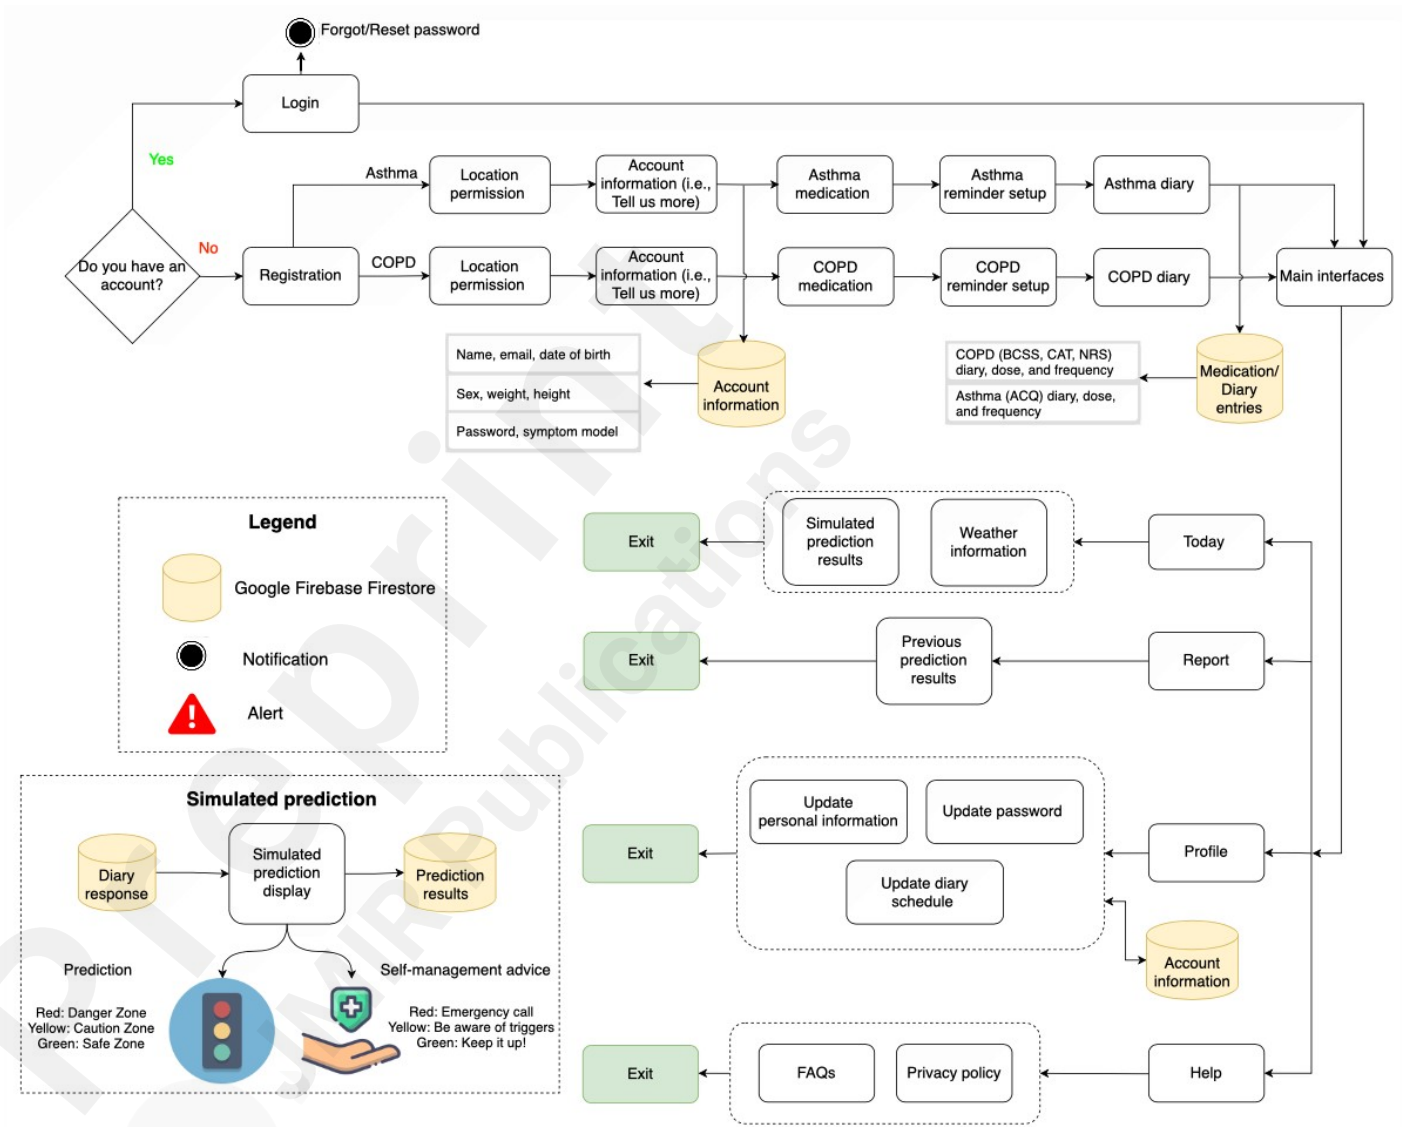 Forgot/Reset password
Login
Yes
Asthma
Location
permission
Account
information (i.e.,
Tell us more)
Asthma
medication
Asthma
reminder setup
Asthma diary
No
Do you have an
account?
Registration
COPD
Location
permission
Account
information (i.e.,
Tell us more)
COPD
medication
COPD
reminder setup
COPD diary
Main interfaces
Name, email, date of birth
Sex, weight, height
Password, symptom model
Account
information
COPD (BCSS, CAT, NRS)
diary, dose, and frequency
Asthma (ACQ) diary, dose,
and frequency
Medication/
Diary
entries
Legend
Google Firebase Firestore
Notification
Alert
Exit
Simulated
prediction
results
Weather
information
Today
Exit
Previous
prediction
results
Report
Exit
Update
personal information
Update password
Update diary
schedule
Profile
Account
information
Exit
FAQs
Privacy policy
Help
Simulated prediction
Diary
response
Simulated
prediction
display
Prediction
results
Prediction
Red: Danger Zone
Yellow: Caution Zone
Green: Safe Zone
Self-management advice
Red: Emergency call
Yellow: Be aware of triggers
Green: Keep it up!
Preprint
JMIR Publications